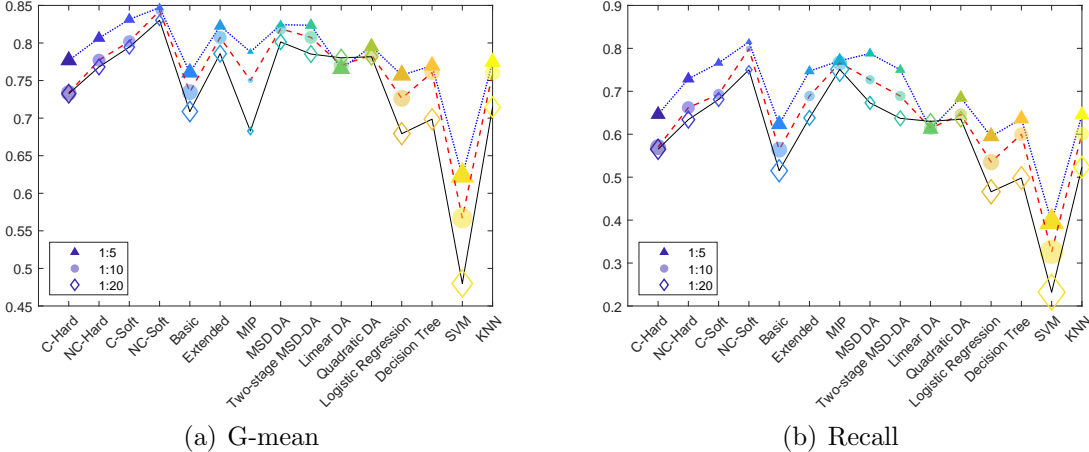 0.85
0.8
0.75
0.7
0.65
0.6
0.55
0.5
0.45
1:5
1:10
1:20
C-Hard
NC-Hard
C-Soft
NC-Soft
Basic
Extended
MIP
MSD DA
Two-stage MSD-DA
Linear DA
Quadratic DA
Logistic Regression
Decision Tree
SVM
KNN
(a) G-mean
0.9
0.8
0.7
0.6
0.5
0.4
0.3
0.2
1:5
1:10
1:20
C-Hard
NC-Hard
C-Soft
NC-Soft
Basic
Extended
MIP
MSD DA
Two-stage MSD-DA
Linear DA
Quadratic DA
Logistic Regression
Decision Tree
SVM
KNN
(b) Recall